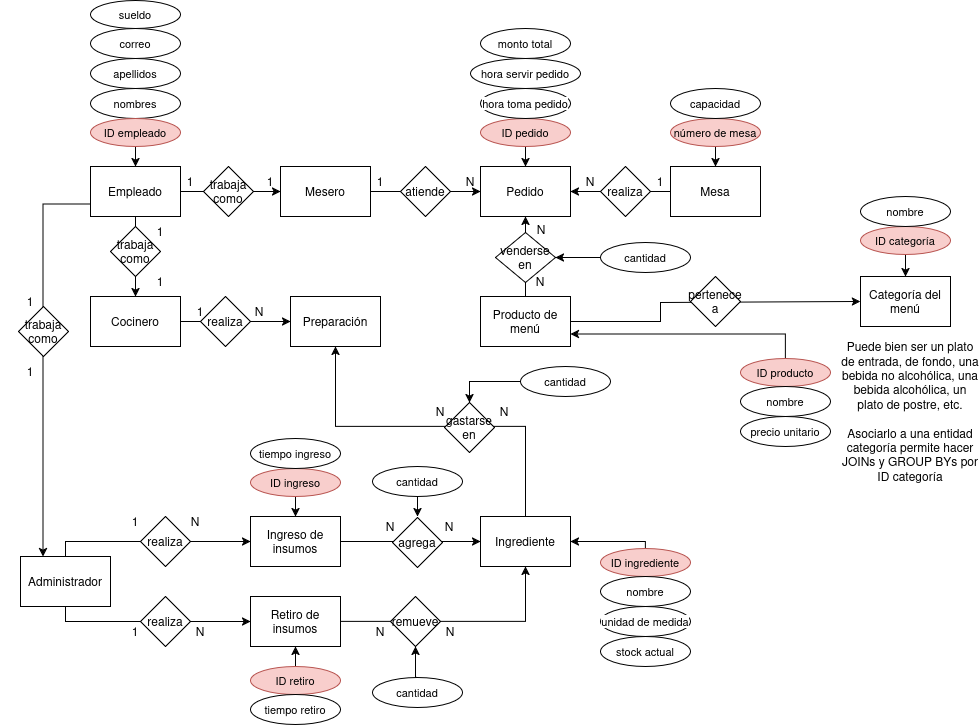 sueldo
correo
apellidos
nombres
ID empleado
monto total
hora servir pedido
(hora toma pedido)
ID pedido
capacidad
número de mesa
Empleado
1
trabaja
como
1
Mesero
1
atiende
N
Pedido
N
realiza
1
Mesa
nombre
ID categoría
1
trabaja
como
1
N
venderse
en
N
cantidad
1
trabaja
como
1
Cocinero
1
realiza
N
Preparación
Producto de
menú
pertenece
a
Categoría del
menú
Puede bien ser un plato
de entrada, de fondo, una
bebida no alcohólica, una
bebida alcohólica, un
plato de postre, etc.
Asociarlo a una entidad
categoría permite hacer
JOINs y GROUP BYs por
ID categoría
ID producto
nombre
precio unitario
cantidad
N
gastarse
en
N
tiempo ingreso
ID ingreso
cantidad
1
realiza
N
Ingreso de
insumos
N
agrega
N
Ingrediente
ID ingrediente
nombre
(unidad de medida)
stock actual
Administrador
1
realiza
N
Retiro de
insumos
N
remueve
N
ID retiro
tiempo retiro
cantidad